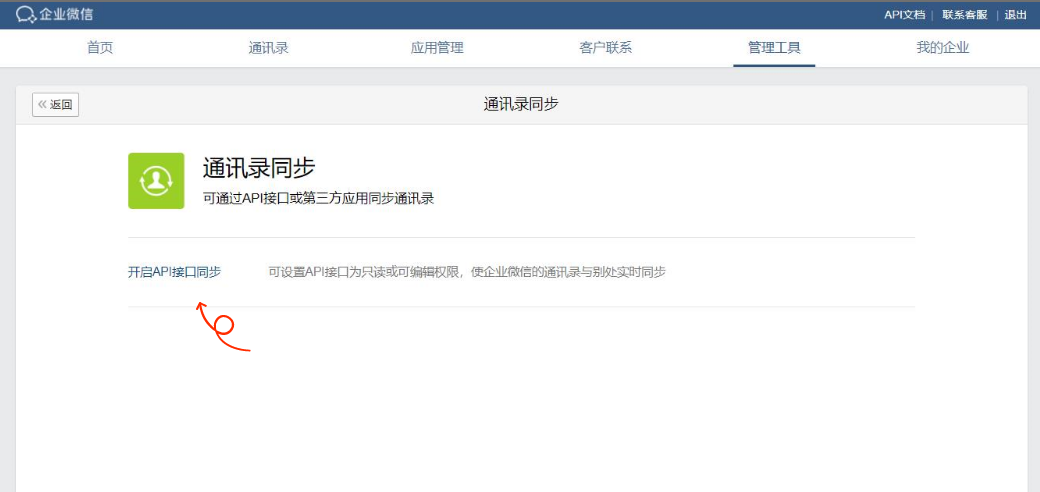 企业微信
API文档 | 联系客服 | 退出
首页 通讯录 应用管理 客户联系 管理工具 我的企业
« 返回 通讯录同步
通讯录同步
可通过API接口或第三方应用同步通讯录
开启API接口同步 可设置API接口为只读或可编辑权限，使企业微信的通讯录与别处实时同步